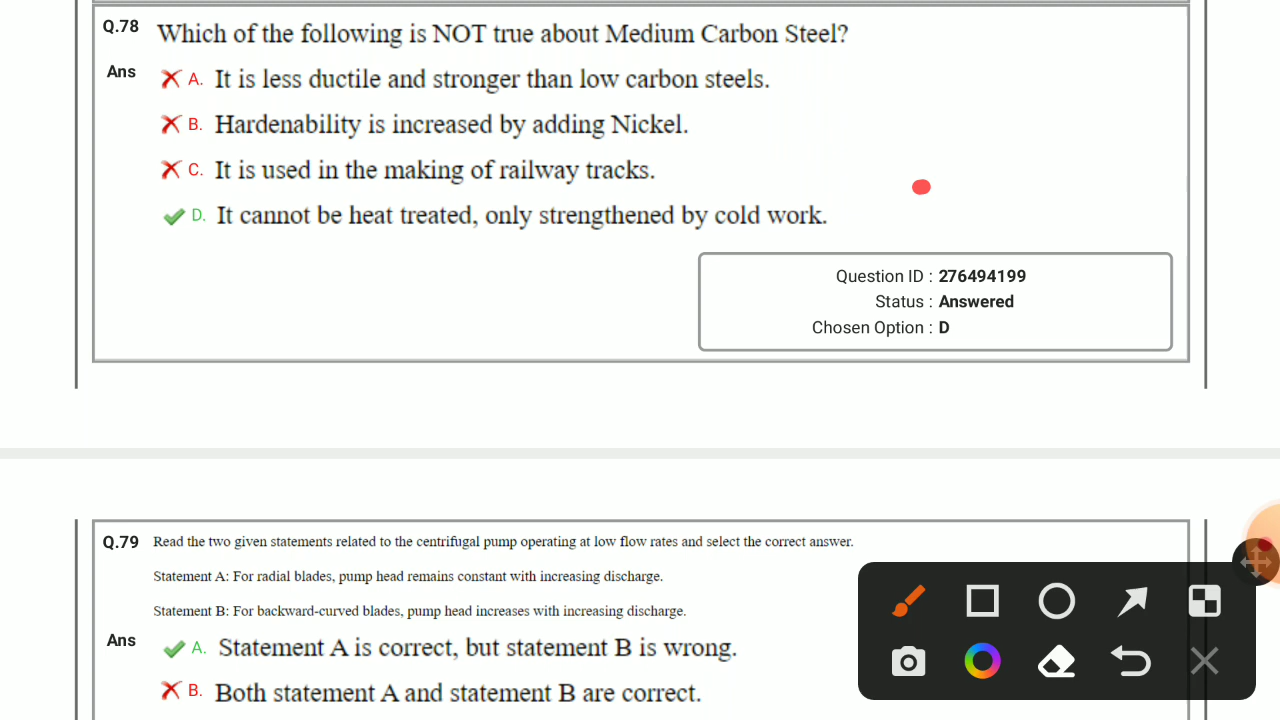 Q.78 Which of the following is NOT true about Medium Carbon Steel?
Ans A. It is less ductile and stronger than low carbon steels.
B. Hardenability is increased by adding Nickel.
C. It is used in the making of railway tracks.
D. It cannot be heat treated, only strengthened by cold work.
Question ID : 276494199
Status : Answered
Chosen Option : D
Q.79 Read the two given statements related to the centrifugal pump operating at low flow rates and select the correct answer.
Statement A: For radial blades, pump head remains constant with increasing discharge.
Statement B: For backward-curved blades, pump head increases with increasing discharge.
Ans A. Statement A is correct, but statement B is wrong.
B. Both statement A and statement B are correct.